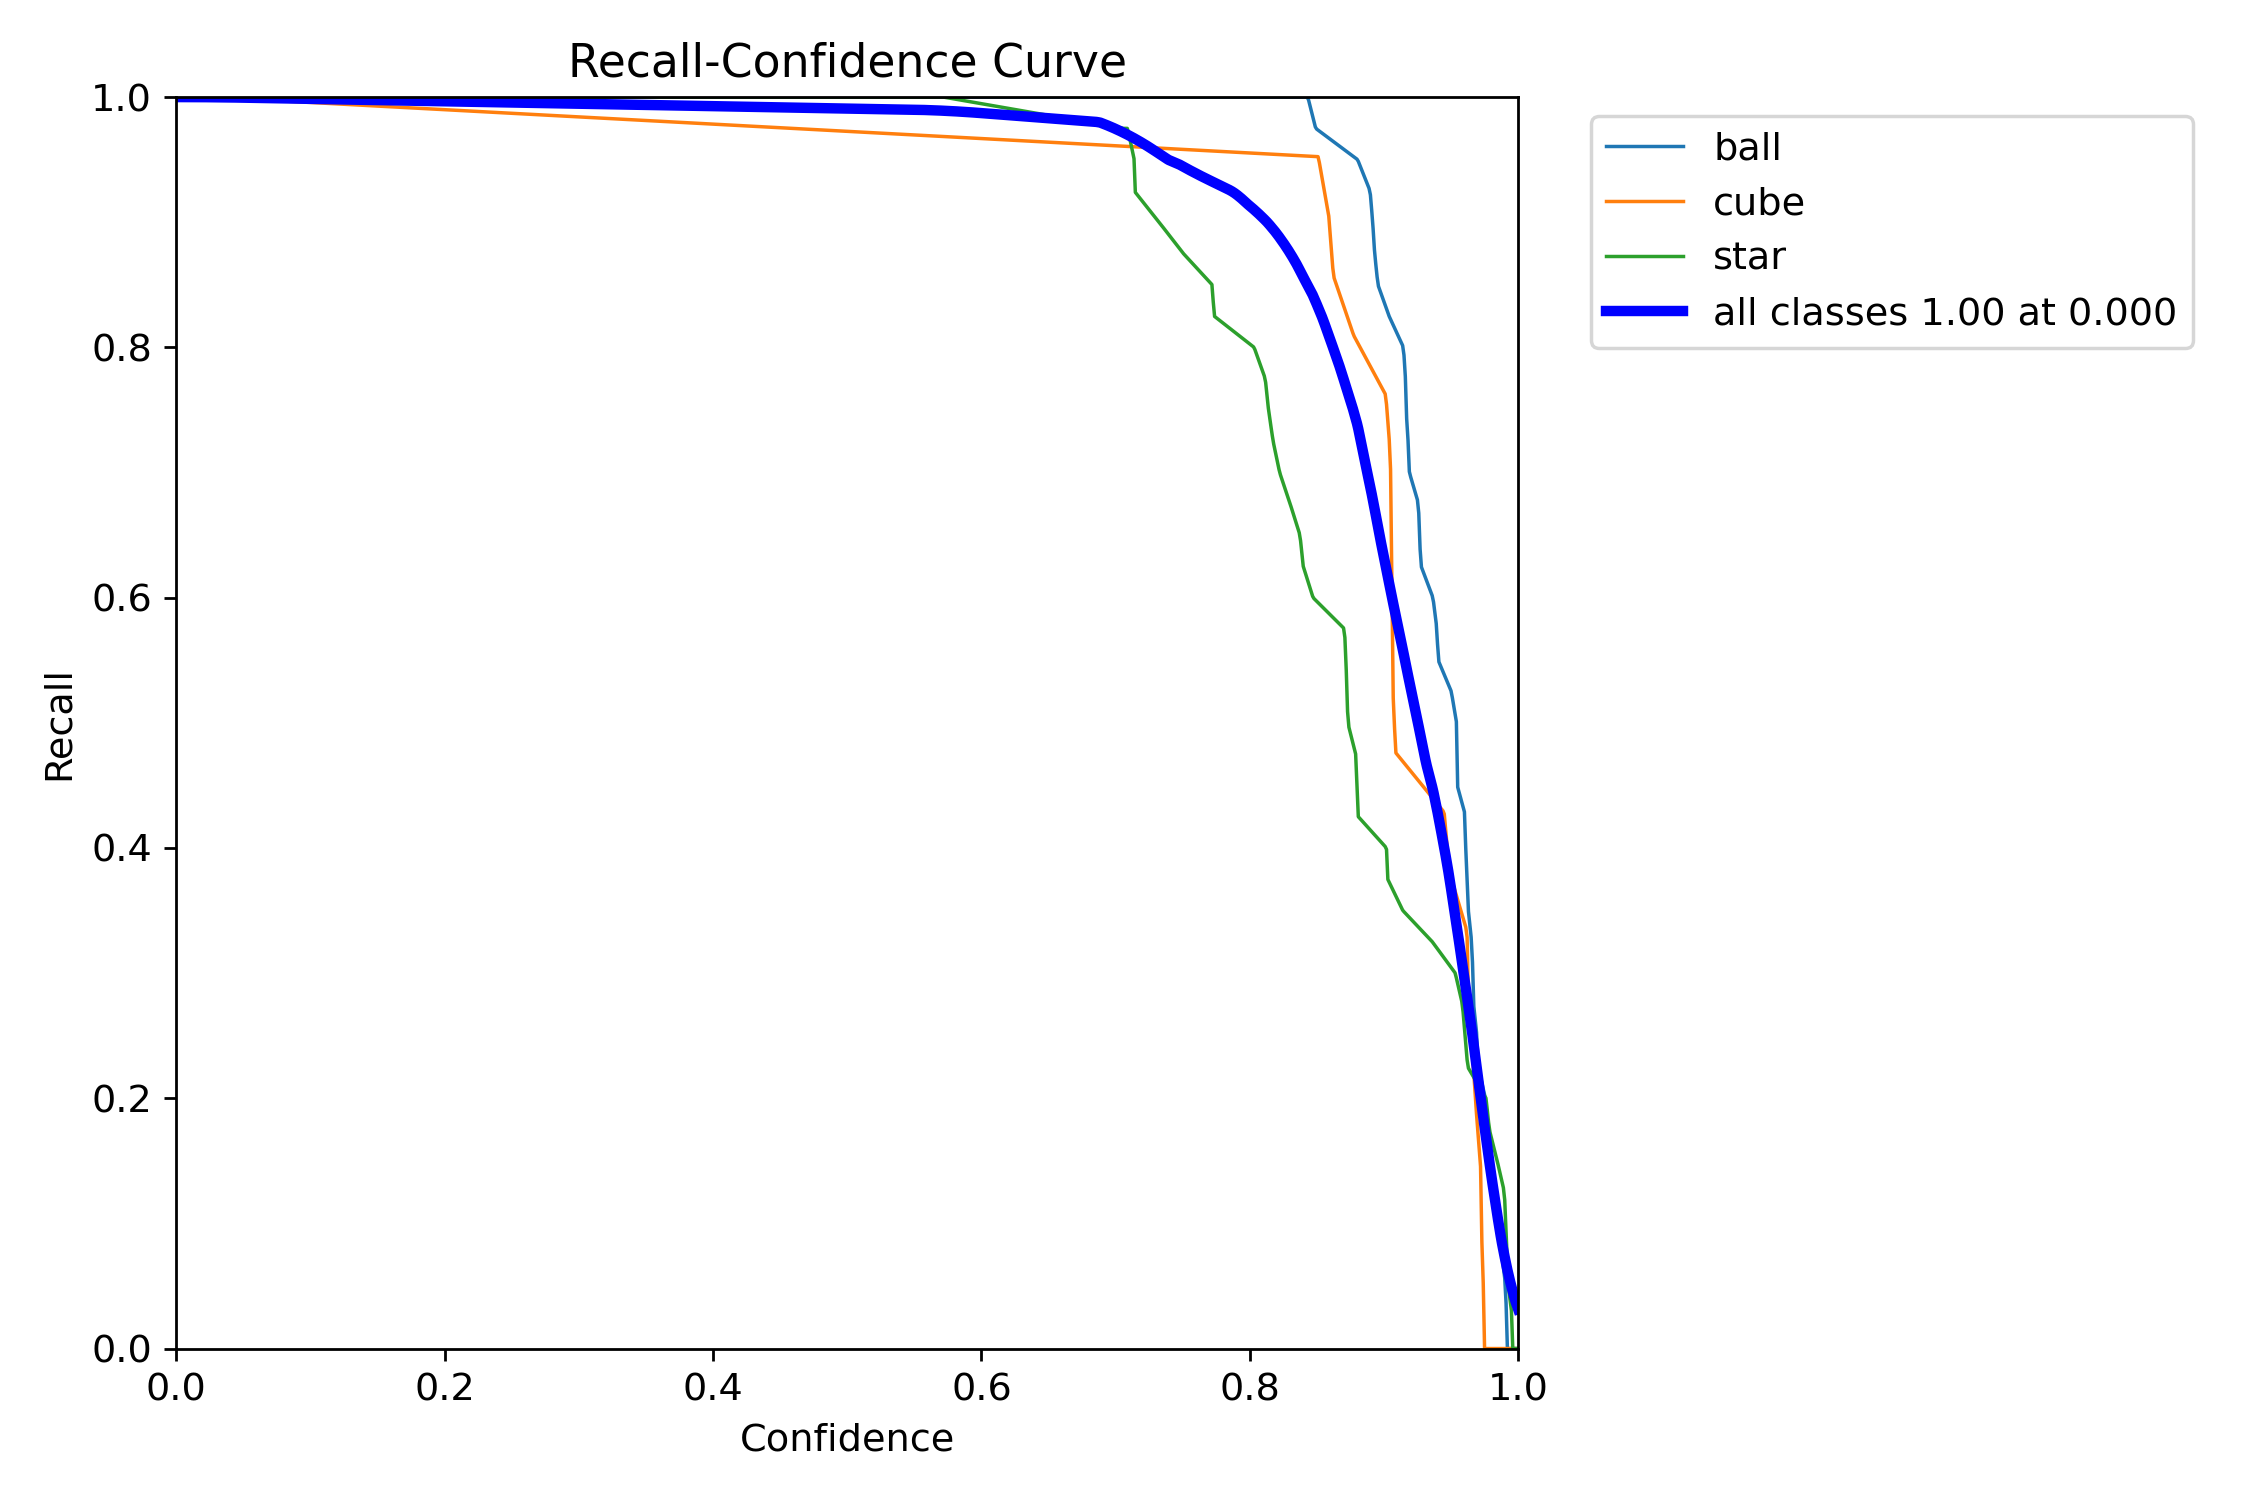 Recall-Confidence Curve
1.0
0.8
0.6
0.4
0.2
0.0
Recall
0.0 0.2 0.4 0.6 0.8 1.0
Confidence
ball
cube
star
all classes 1.00 at 0.000